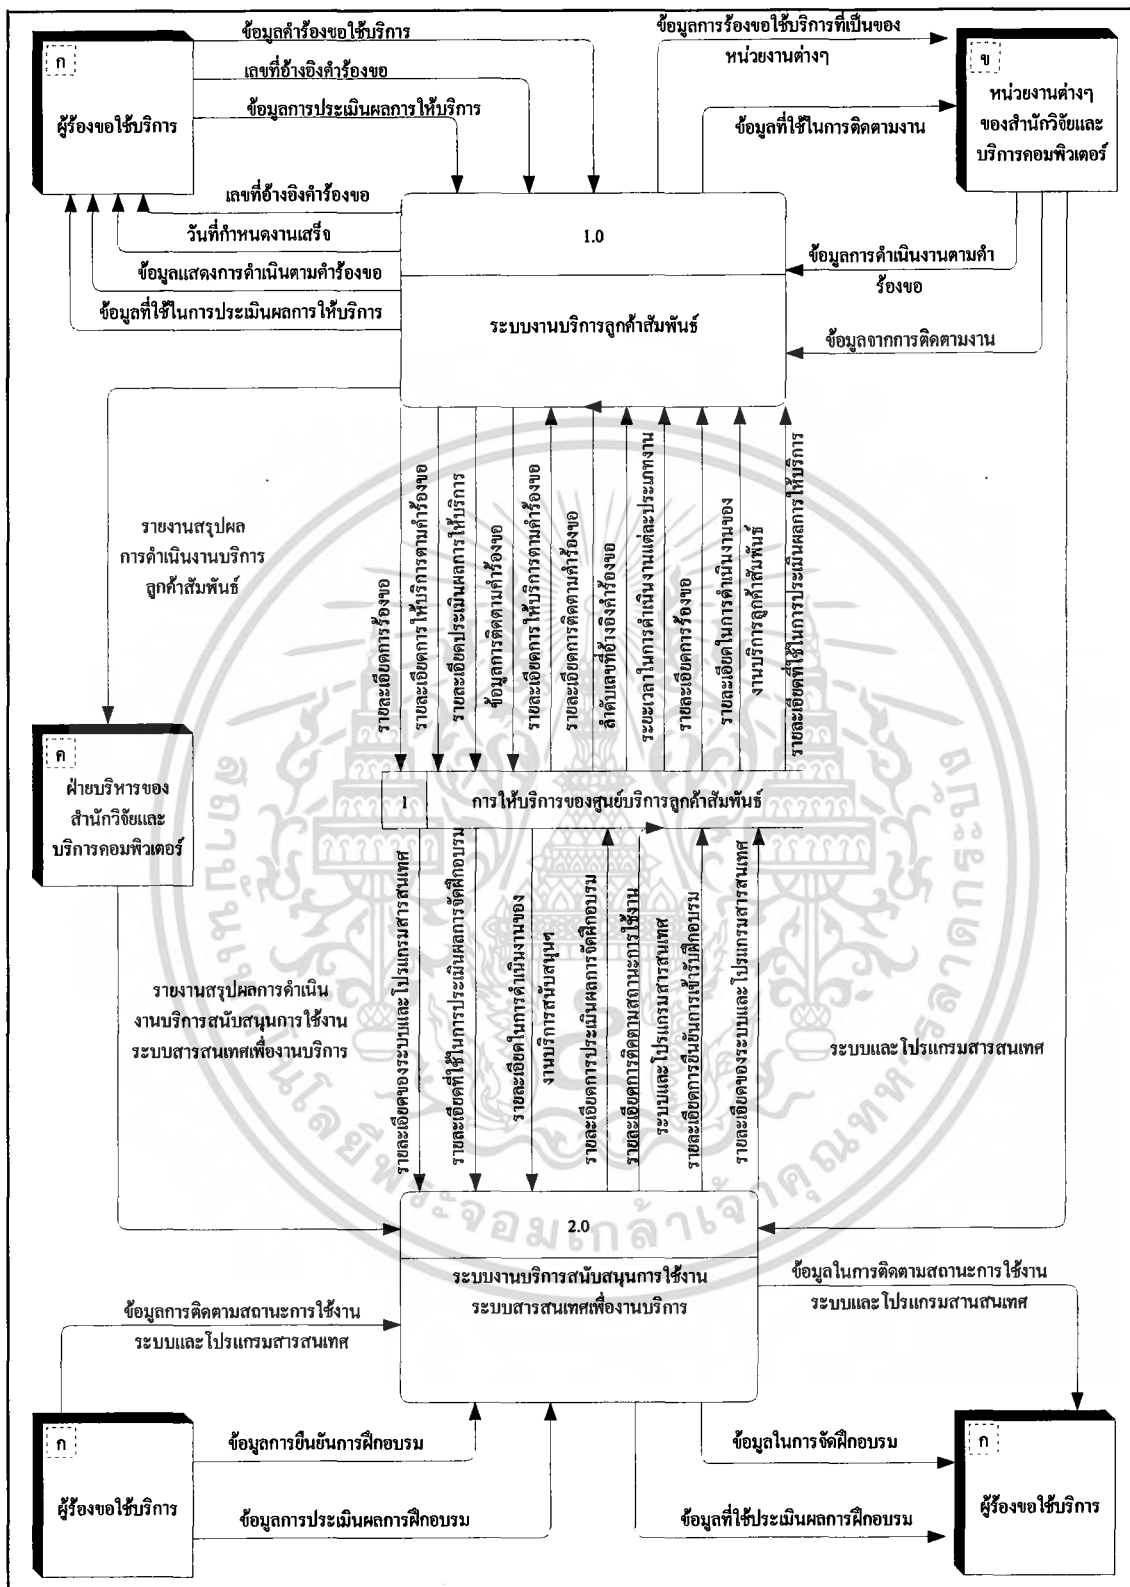 ก
ผู้ร้องขอใช้บริการ
ข้อมูลคำร้องขอใช้บริการ
เลขที่อ้างอิงคำร้องขอ
ข้อมูลการประเมินผลการให้บริการ
ข้อมูลการร้องขอใช้บริการที่เป็นของ
หน่วยงานต่างๆ
ข้อมูลที่ใช้ในการติดตามงาน
ข
หน่วยงานต่างๆ
ของสำนักวิจัยและ
บริการคอมพิวเตอร์
เลขที่อ้างอิงคำร้องขอ
วันที่กำหนดงานเสร็จ
ข้อมูลแสดงการดำเนินตามคำร้องขอ
ข้อมูลที่ใช้ในการประเมินผลการให้บริการ
1.0
ระบบงานบริการลูกค้าสัมพันธ์
ข้อมูลการดำเนินงานตามคำ
ร้องขอ
ข้อมูลจากการติดตามงาน
รายงานสรุปผล
การดำเนินงานบริการ
ลูกค้าสัมพันธ์
รายละเอียดการร้องขอ
รายละเอียดการให้บริการตามคำร้องขอ
รายละเอียดประเมินผลการให้บริการ
ข้อมูลการติดตามคำร้องขอ
รายละเอียดการให้บริการตามคำร้องขอ
รายละเอียดการติดตามคำร้องขอ
ลำดับเลขที่อ้างอิงคำร้องขอ
ระยะเวลาในการดำเนินงานแต่ละประเภทงาน
รายละเอียดการร้องขอ
รายละเอียดในการดำเนินงานของ
งานบริการลูกค้าสัมพันธ์
รายละเอียดที่ใช้ในการประเมินผลการให้บริการ
ค
ฝ่ายบริหารของ
สำนักวิจัยและ
บริการคอมพิวเตอร์
1
การให้บริการของศูนย์บริการลูกค้าสัมพันธ์
รายละเอียดของระบบและโปรแกรมสารสนเทศ
รายละเอียดที่ใช้ในการประเมินผลการจัดฝึกอบรม
รายละเอียดในการดำเนินงานของ
งานบริการสนับสนุนฯ
รายละเอียดการประเมินผลการจัดฝึกอบรม
รายละเอียดการติดตามสถานะการใช้งาน
ระบบและโปรแกรมสารสนเทศ
รายละเอียดการยืนยันการเข้ารับฝึกอบรม
รายละเอียดของระบบและโปรแกรมสารสนเทศ
รายงานสรุปผลการดำเนิน
งานบริการสนับสนุนการใช้งาน
ระบบสารสนเทศเพื่องานบริการ
ระบบและโปรแกรมสารสนเทศ
สถาบันเทคโนโลยีพระจอมเกล้าเจ้าคุณทหารลาดกระบัง
2.0
ระบบงานบริการสนับสนุนการใช้งาน
ระบบสารสนเทศเพื่องานบริการ
ข้อมูลการติดตามสถานะการใช้งาน
ระบบและโปรแกรมสารสนเทศ
ข้อมูลในการติดตามสถานะการใช้งาน
ระบบและโปรแกรมสานสนเทศ
ก
ผู้ร้องขอใช้บริการ
ข้อมูลการยืนยันการฝึกอบรม
ข้อมูลการประเมินผลการฝึกอบรม
ข้อมูลในการจัดฝึกอบรม
ข้อมูลที่ใช้ประเมินผลการฝึกอบรม
ก
ผู้ร้องขอใช้บริการ